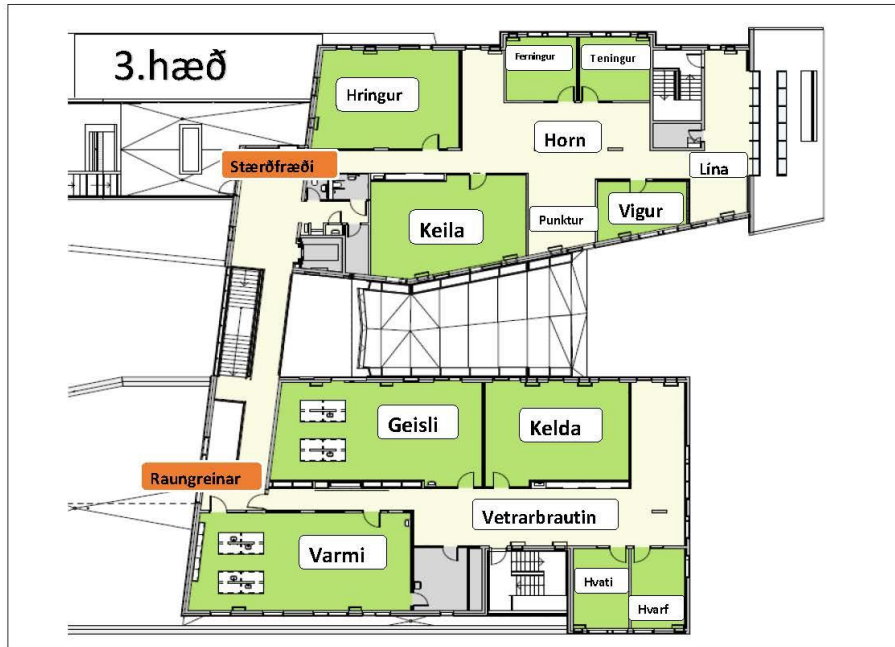 3.hæð
Ferningur
Teningur
Hringur
Horn
Stærðfræði
Lína
Keila
Punktur
Vigur
Geisli
Kelda
Raungreinar
Vetrarbrautin
Varmi
Hvati
Hvarf